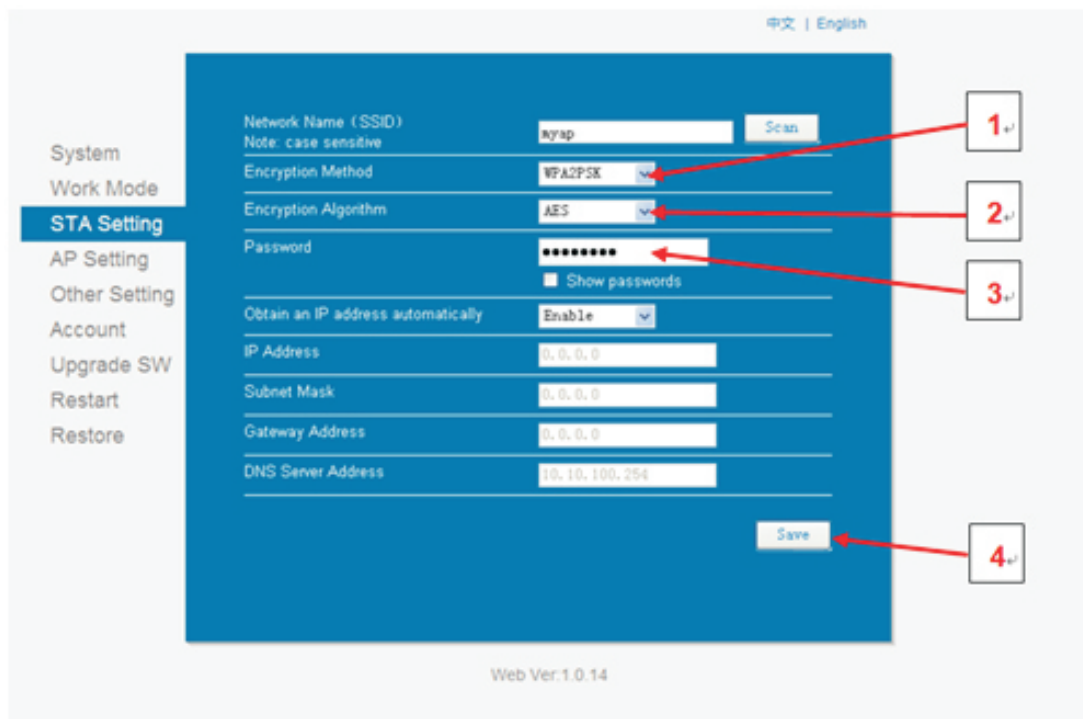 中文 | English
System
Work Mode
STA Setting
AP Setting
Other Setting
Account
Upgrade SW
Restart
Restore
Network Name（SSID）
Note: case sensitive
myap
Scan
Encryption Method
WPA2PSK
Encryption Algorithm
AES
Password
●●●●●●●●
Show passwords
Obtain an IP address automatically
Enable
IP Address
0.0.0.0
Subnet Mask
0.0.0.0
Gateway Address
0.0.0.0
DNS Server Address
10.10.100.254
Save
1
2
3
4
Web Ver:1.0.14